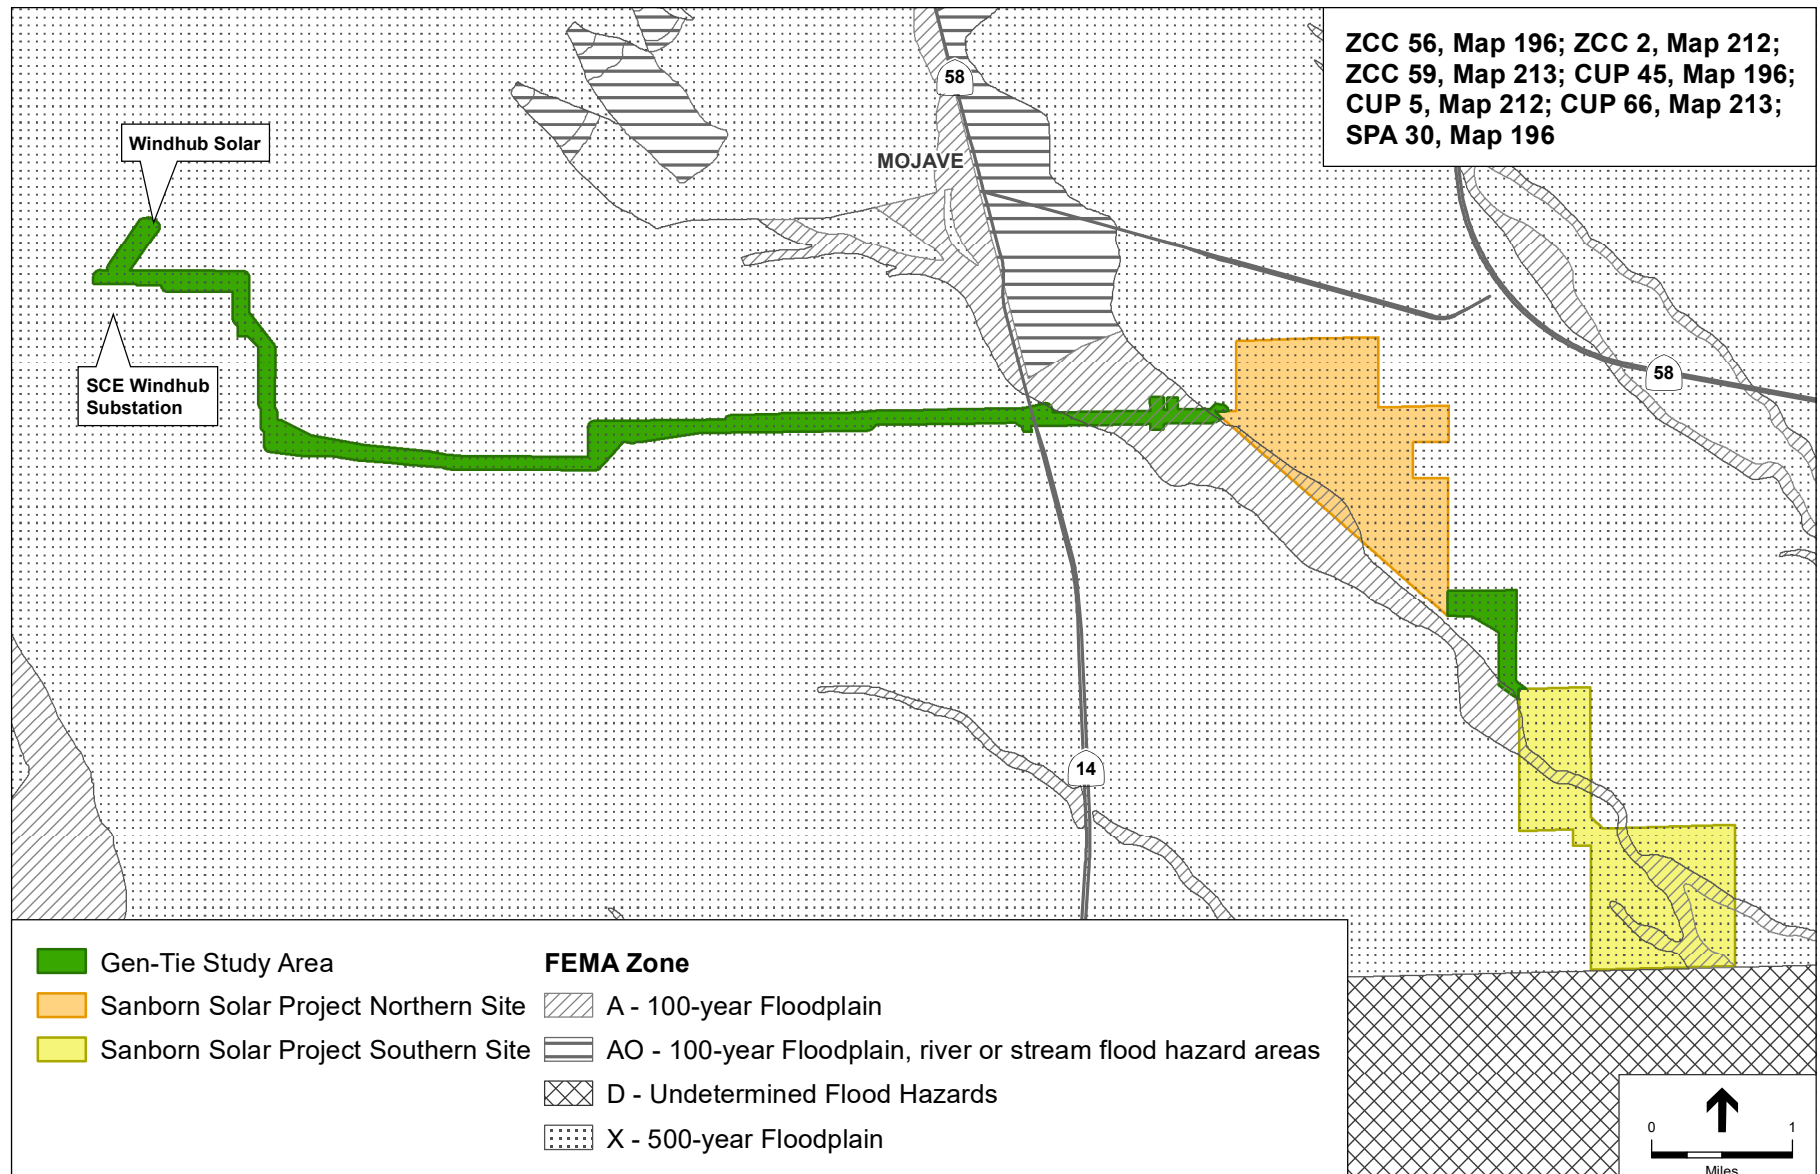 ZCC 56, Map 196; ZCC 2, Map 212;
ZCC 59, Map 213; CUP 45, Map 196;
CUP 5, Map 212; CUP 66, Map 213;
SPA 30, Map 196
58
Windhub Solar
MOJAVE
SCE Windhub
Substation
58
14
Gen-Tie Study Area
Sanborn Solar Project Northern Site
Sanborn Solar Project Southern Site
FEMA Zone
A - 100-year Floodplain
AO - 100-year Floodplain, river or stream flood hazard areas
D - Undetermined Flood Hazards
X - 500-year Floodplain
0 1
Miles